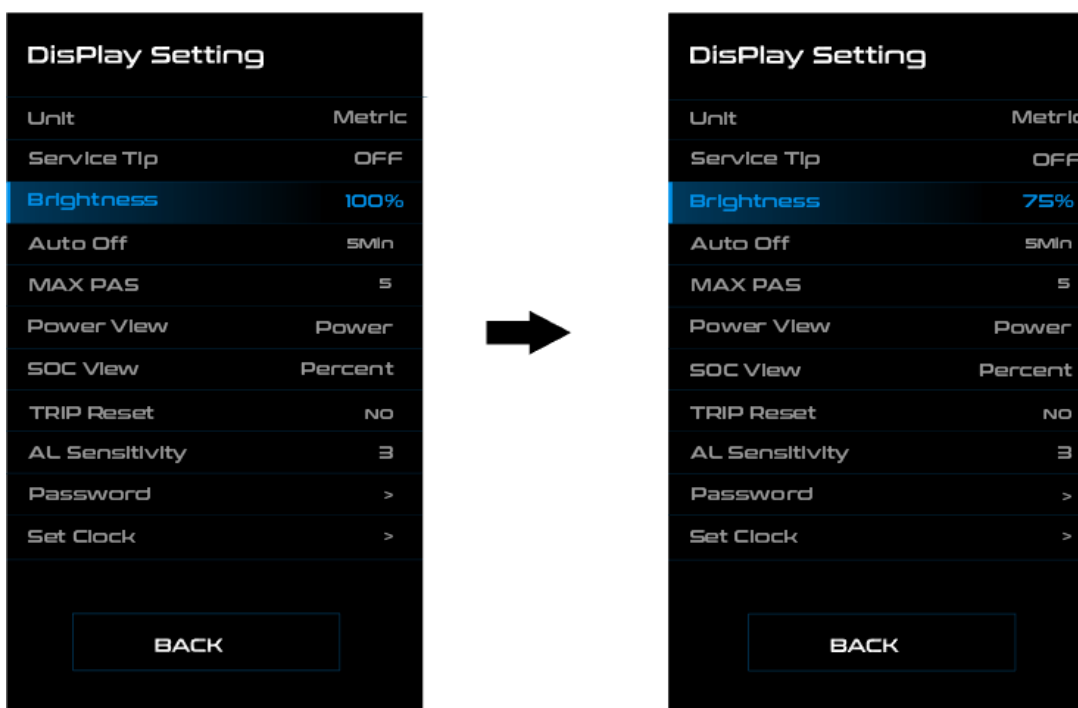 DisPlay Setting
Unit Metric
Service Tip OFF
Brightness 100%
Auto Off 5Min
MAX PAS 5
Power View Power
SOC View Percent
TRIP Reset NO
AL Sensitivity 3
Password >
Set Clock >
BACK
DisPlay Setting
Unit Metric
Service Tip OFF
Brightness 75%
Auto Off 5Min
MAX PAS 5
Power View Power
SOC View Percent
TRIP Reset NO
AL Sensitivity 3
Password >
Set Clock >
BACK